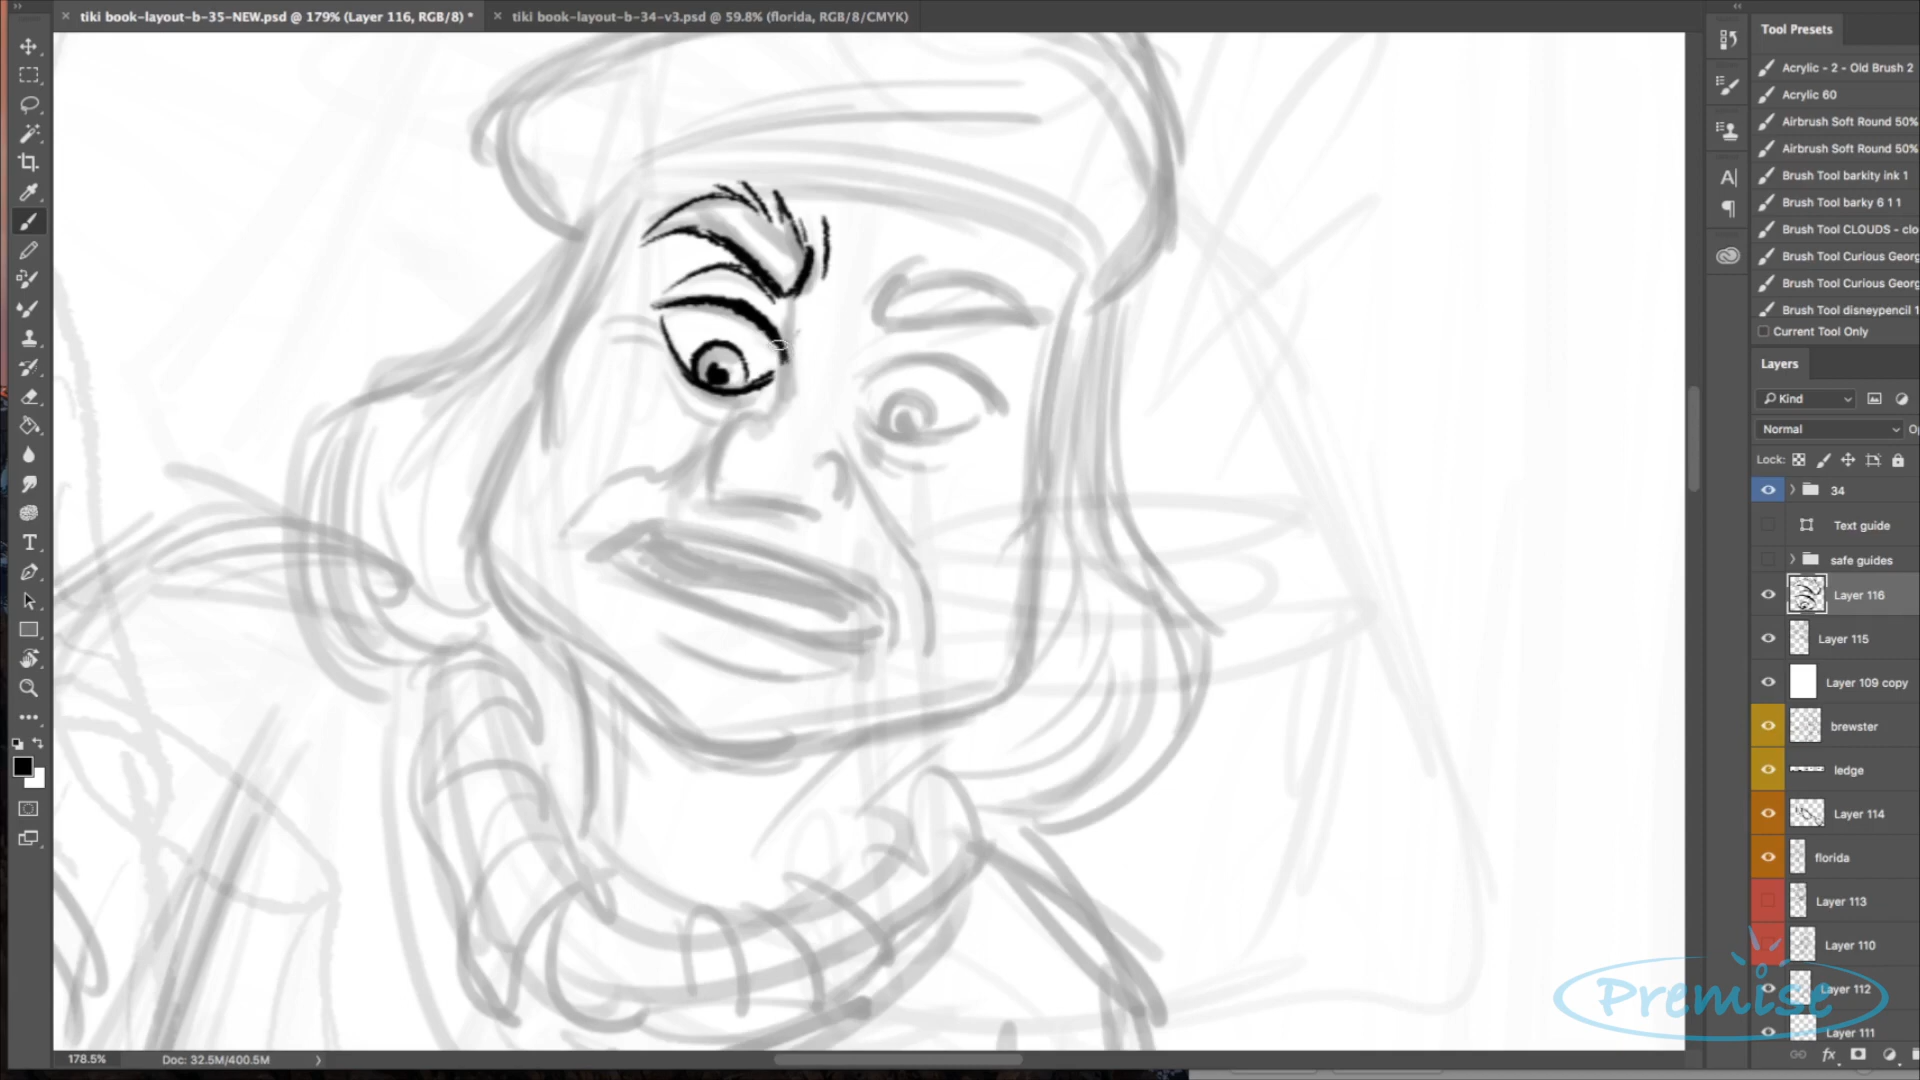 tiki book-layout-b-35-NEW.psd @ 179% (Layer 116, RGB/8) *
tiki book-layout-b-34-v3.psd @ 59.8% (florida, RGB/8/CMYK)
Tool Presets
Acrylic - 2 - Old Brush 2
Acrylic 60
Airbrush Soft Round 50%
Airbrush Soft Round 50%
Brush Tool barkity ink 1
Brush Tool barky 6 1 1
Brush Tool CLOUDS - clo
Brush Tool Curious Georg
Brush Tool Curious Georg
Brush Tool disneypencil 1
Current Tool Only
Layers
Kind
Normal
Lock:
34
Text guide
safe guides
Layer 116
Layer 115
Layer 109 copy
brewster
ledge
Layer 114
florida
Layer 113
Layer 110
Layer 112
Layer 111
Premise
178.5%
Doc: 32.5M/400.5M